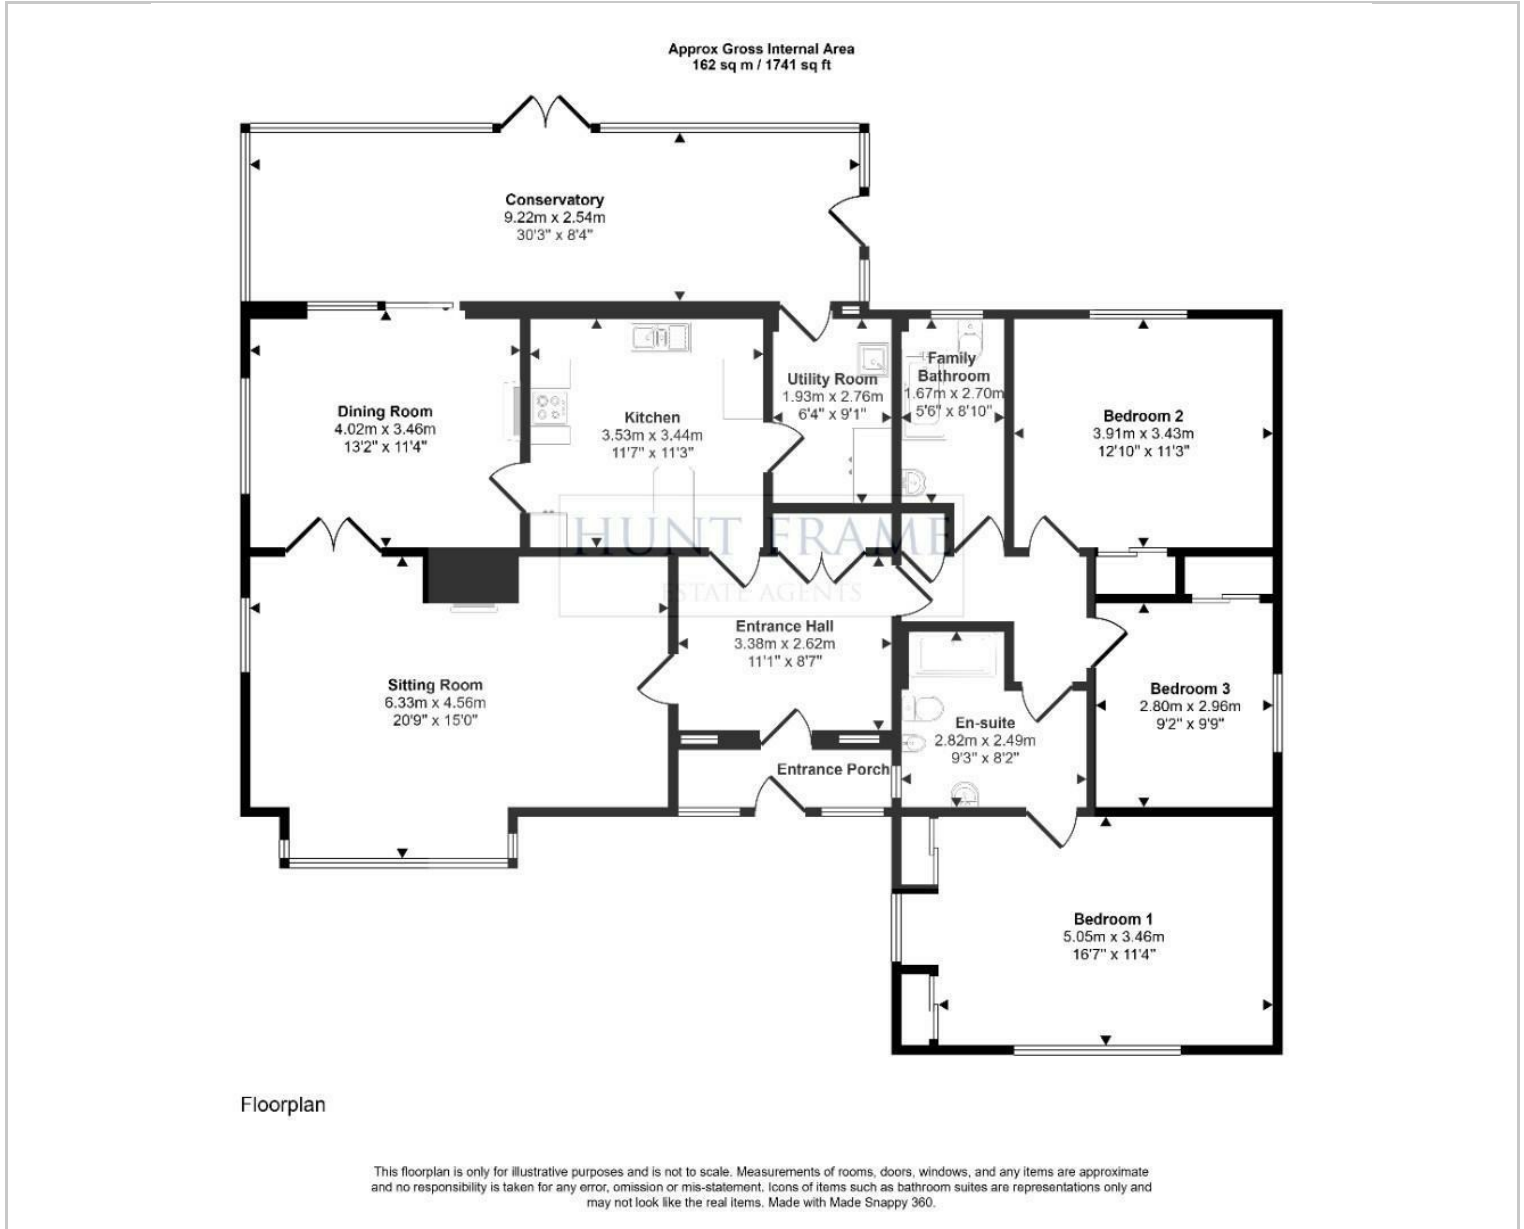 Approx Gross Internal Area
162 sq m / 1741 sq ft
Conservatory
9.22m x 2.54m
30'3" x 8'4"
Dining Room
4.02m x 3.46m
13'2" x 11'4"
Kitchen
3.53m x 3.44m
11'7" x 11'3"
Utility Room
1.93m x 2.76m
6'4" x 9'1"
Family
Bathroom
1.67m x 2.70m
5'6" x 8'10"
Bedroom 2
3.91m x 3.43m
12'10" x 11'3"
HUNT FRAME
ESTATE AGENTS
Sitting Room
6.33m x 4.56m
20'9" x 15'0"
Entrance Hall
3.38m x 2.62m
11'1" x 8'7"
Entrance Porch
En-suite
2.82m x 2.49m
9'3" x 8'2"
Bedroom 3
2.80m x 2.96m
9'2" x 9'9"
Bedroom 1
5.05m x 3.46m
16'7" x 11'4"
Floorplan
This floorplan is only for illustrative purposes and is not to scale. Measurements of rooms, doors, windows, and any items are approximate
and no responsibility is taken for any error, omission or mis-statement. Icons of items such as bathroom suites are representations only and
may not look like the real items. Made with Made Snappy 360.